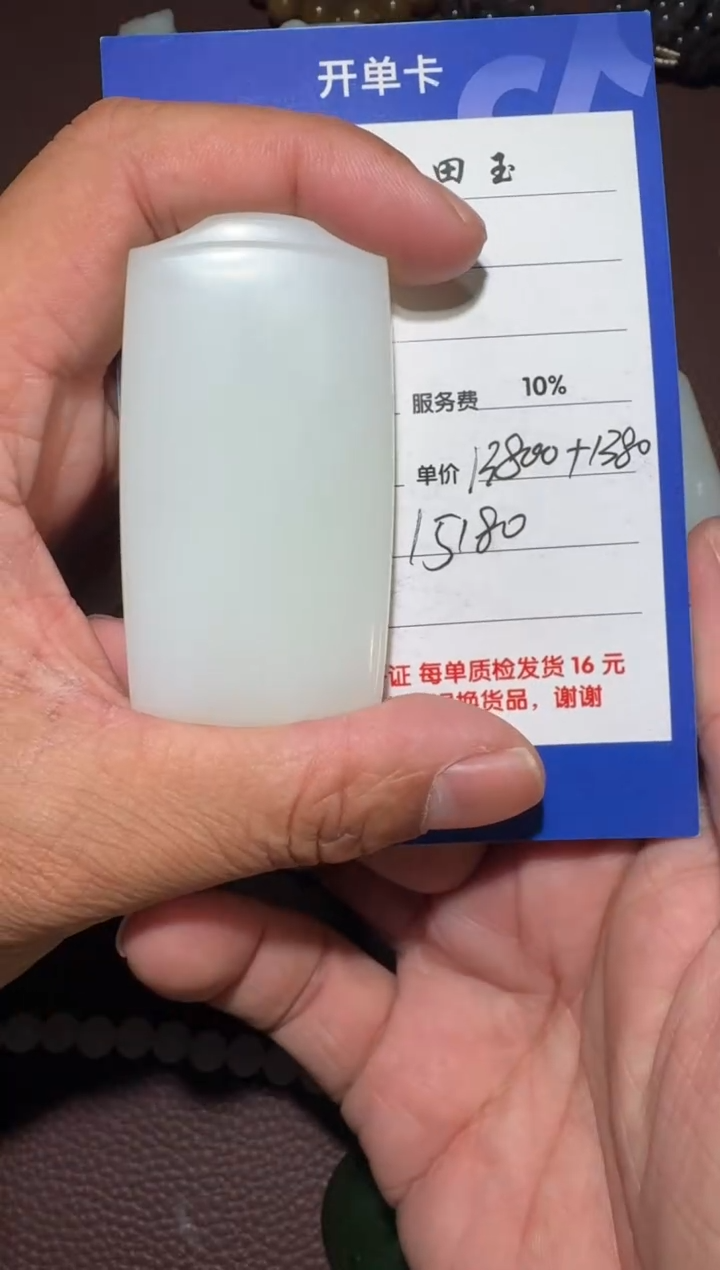 开单卡
田玉
服务费 10%
单价 13800+1380
15180
证 每单质检发货 16 元
换货品，谢谢